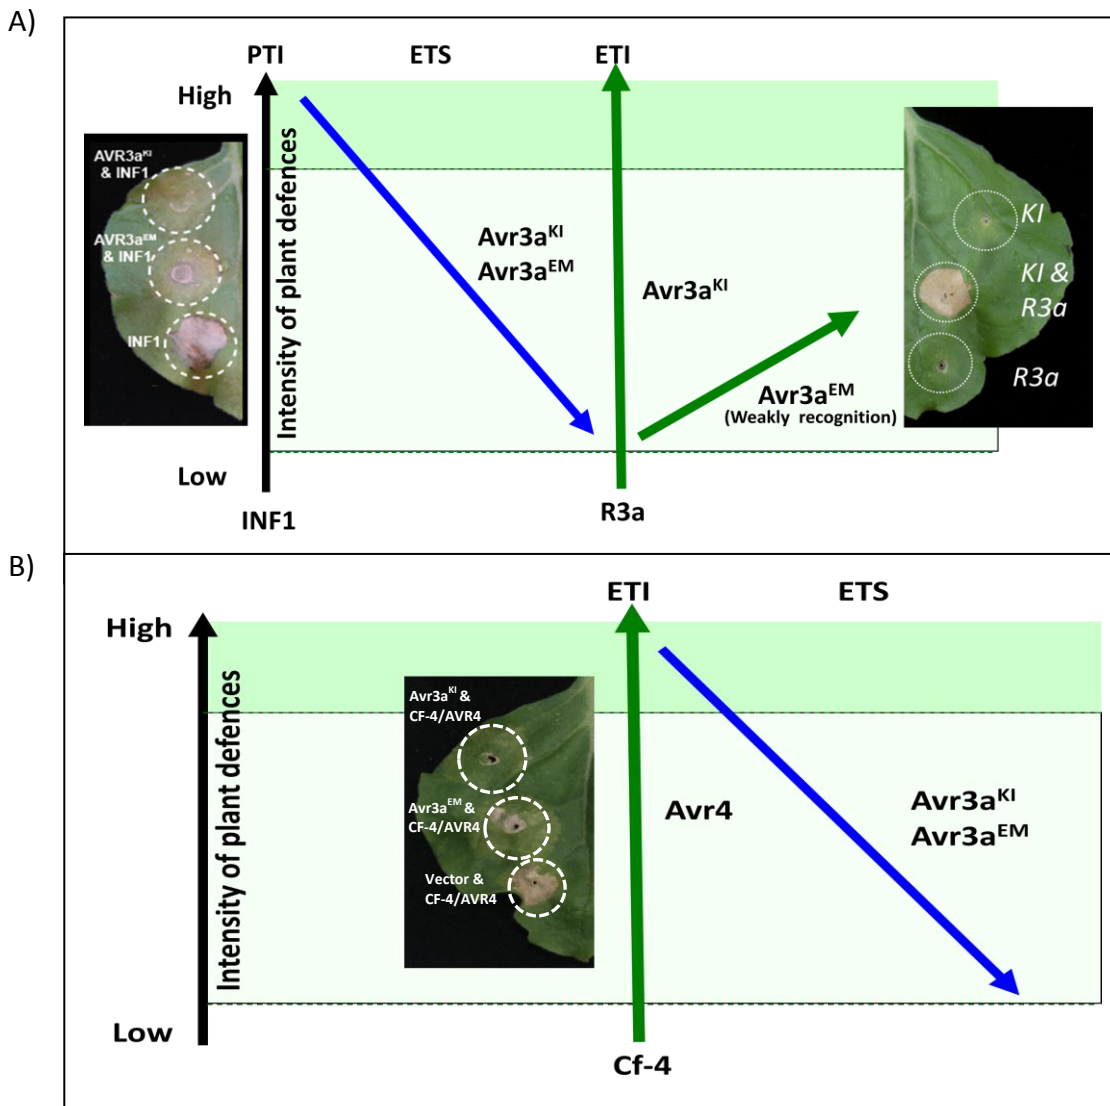 A)
PTI
ETS
ETI
High
Intensity of plant defences
Low
INF1
AVR3aᴷᴵ
& INF1
AVR3aᴱᴹ
& INF1
INF1
Avr3aᴷᴵ
Avr3aᴱᴹ
Avr3aᴷᴵ
Avr3aᴱᴹ
(Weakly recognition)
R3a
KI
KI &
R3a
R3a
B)
ETI
ETS
High
Intensity of plant defences
Low
Avr3aᴷᴵ &
CF-4/AVR4
Avr3aᴱᴹ &
CF-4/AVR4
Vector &
CF-4/AVR4
Avr4
Avr3aᴷᴵ
Avr3aᴱᴹ
Cf-4